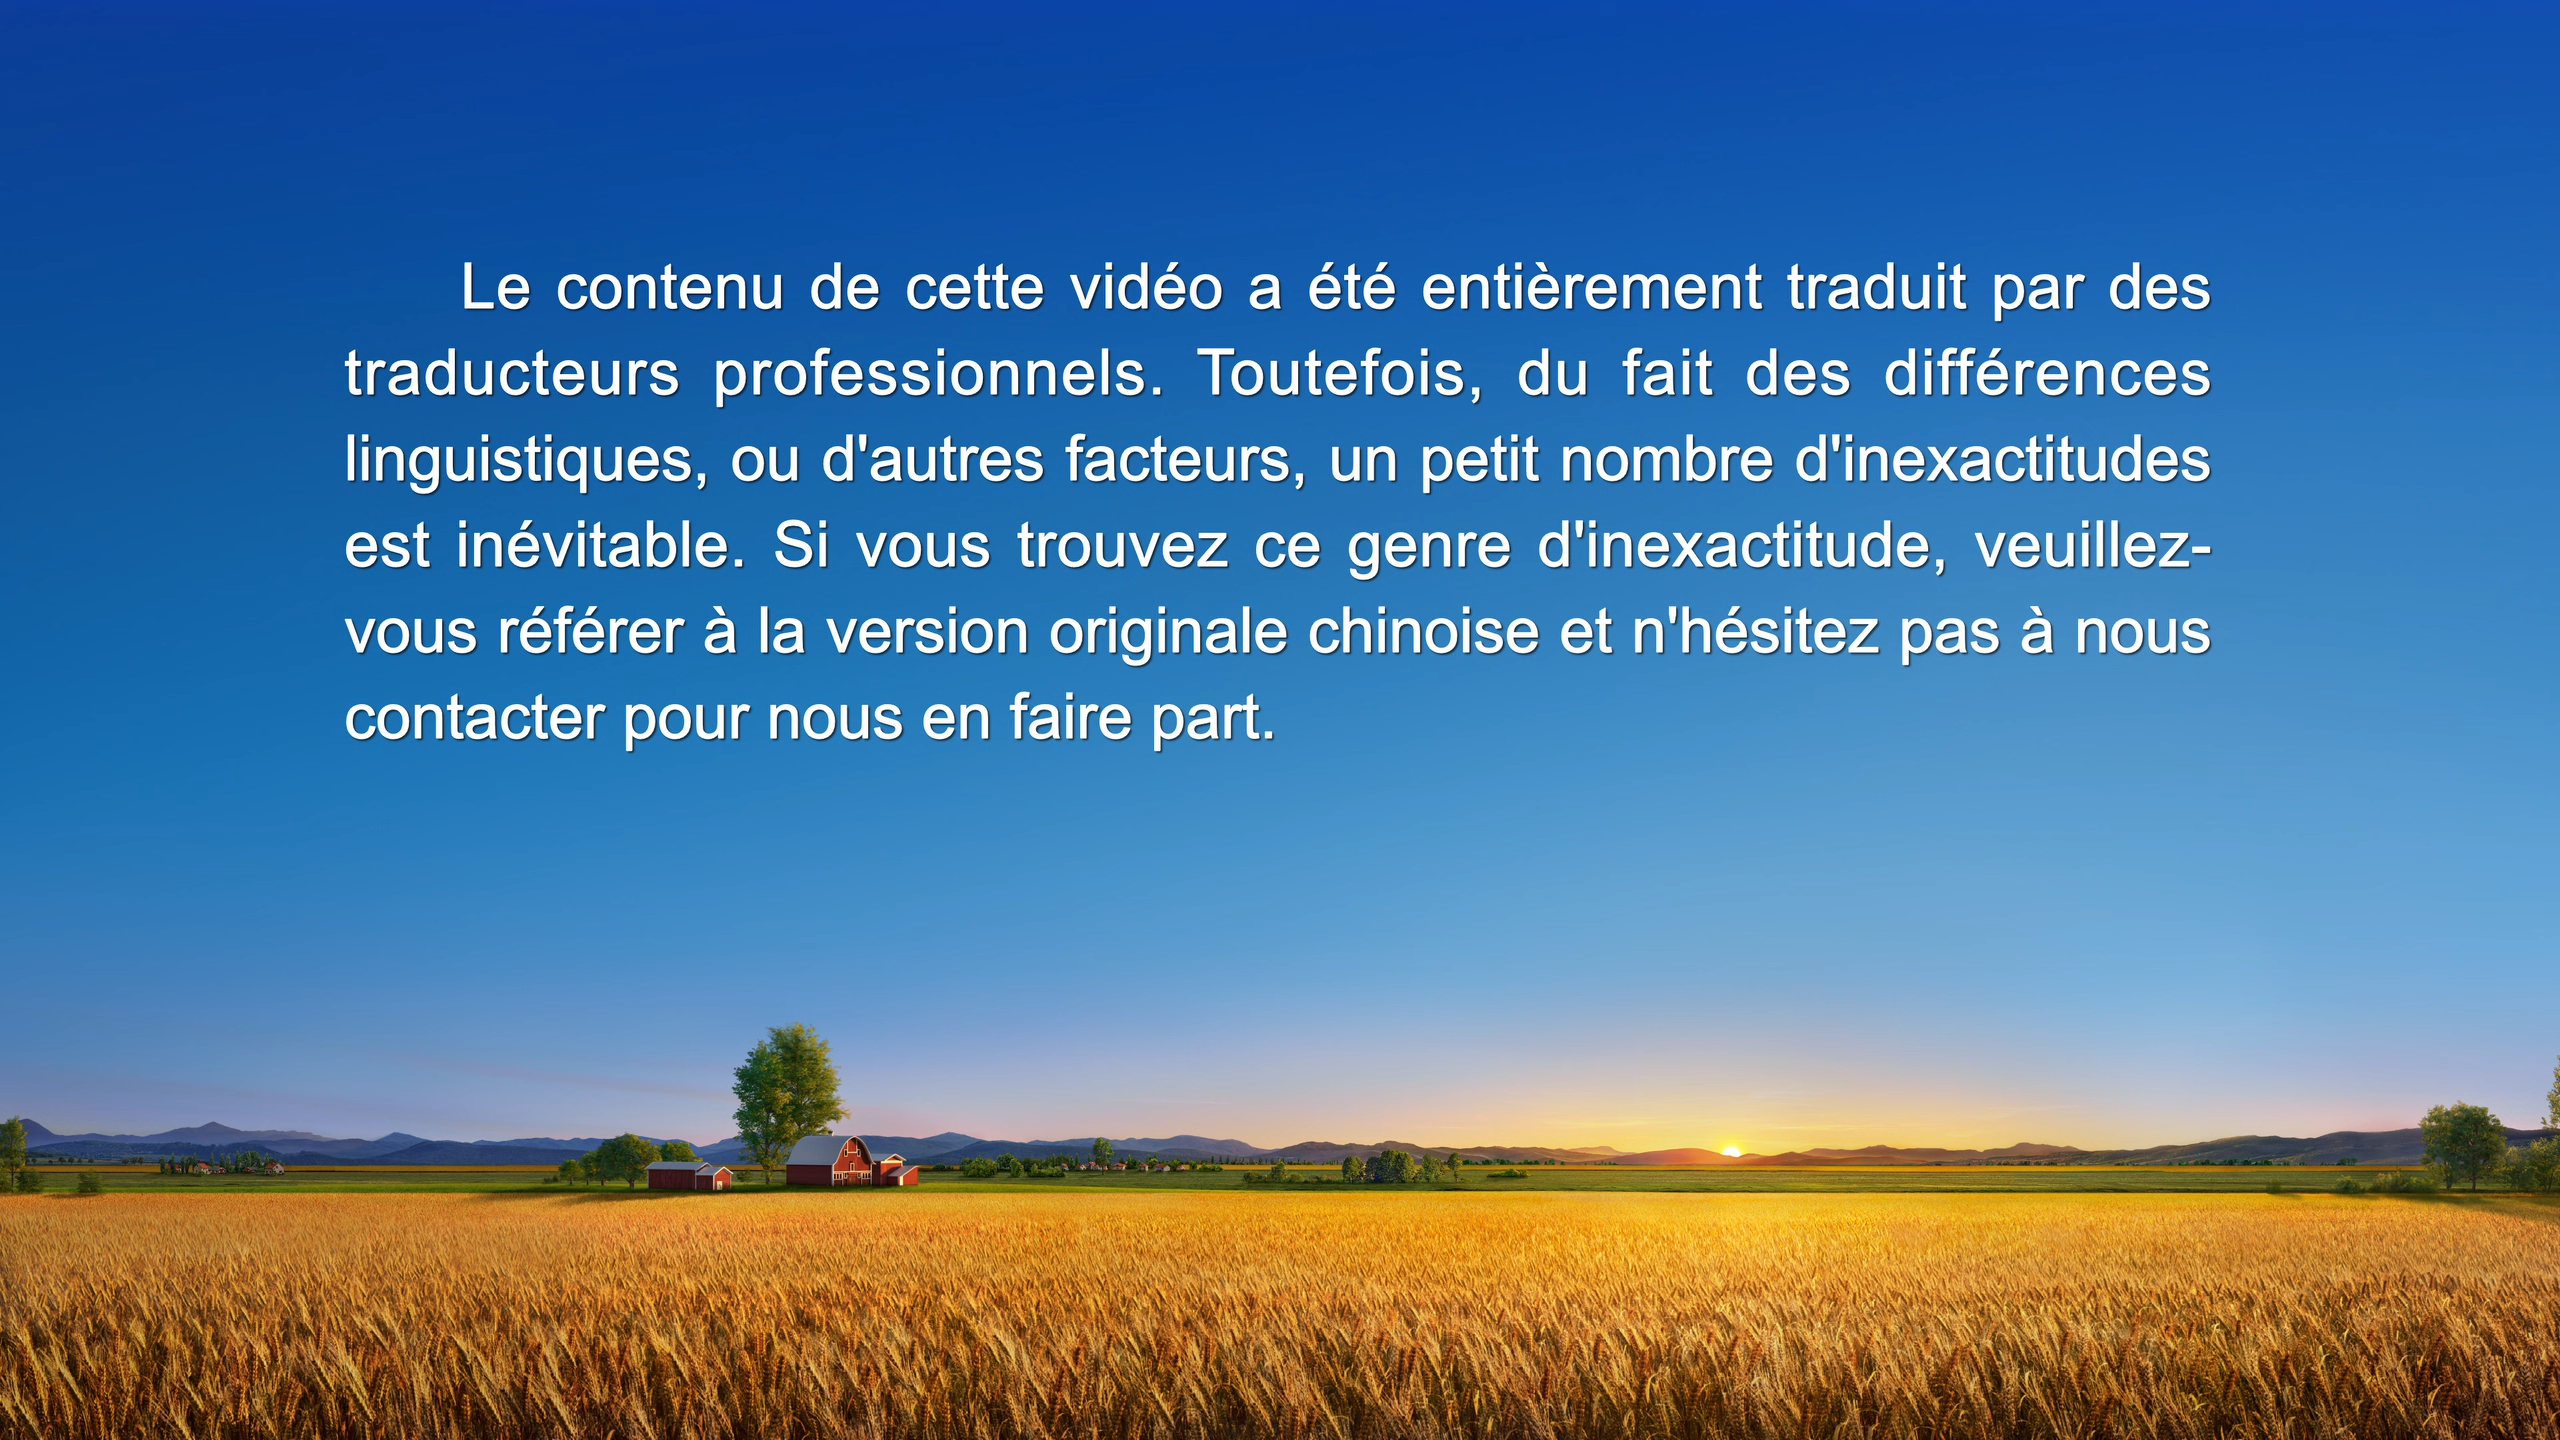 Le contenu de cette vidéo a été entièrement traduit par des
traducteurs professionnels. Toutefois, du fait des différences
linguistiques, ou d'autres facteurs, un petit nombre d'inexactitudes
est inévitable. Si vous trouvez ce genre d'inexactitude, veuillez-
vous référer à la version originale chinoise et n'hésitez pas à nous
contacter pour nous en faire part.